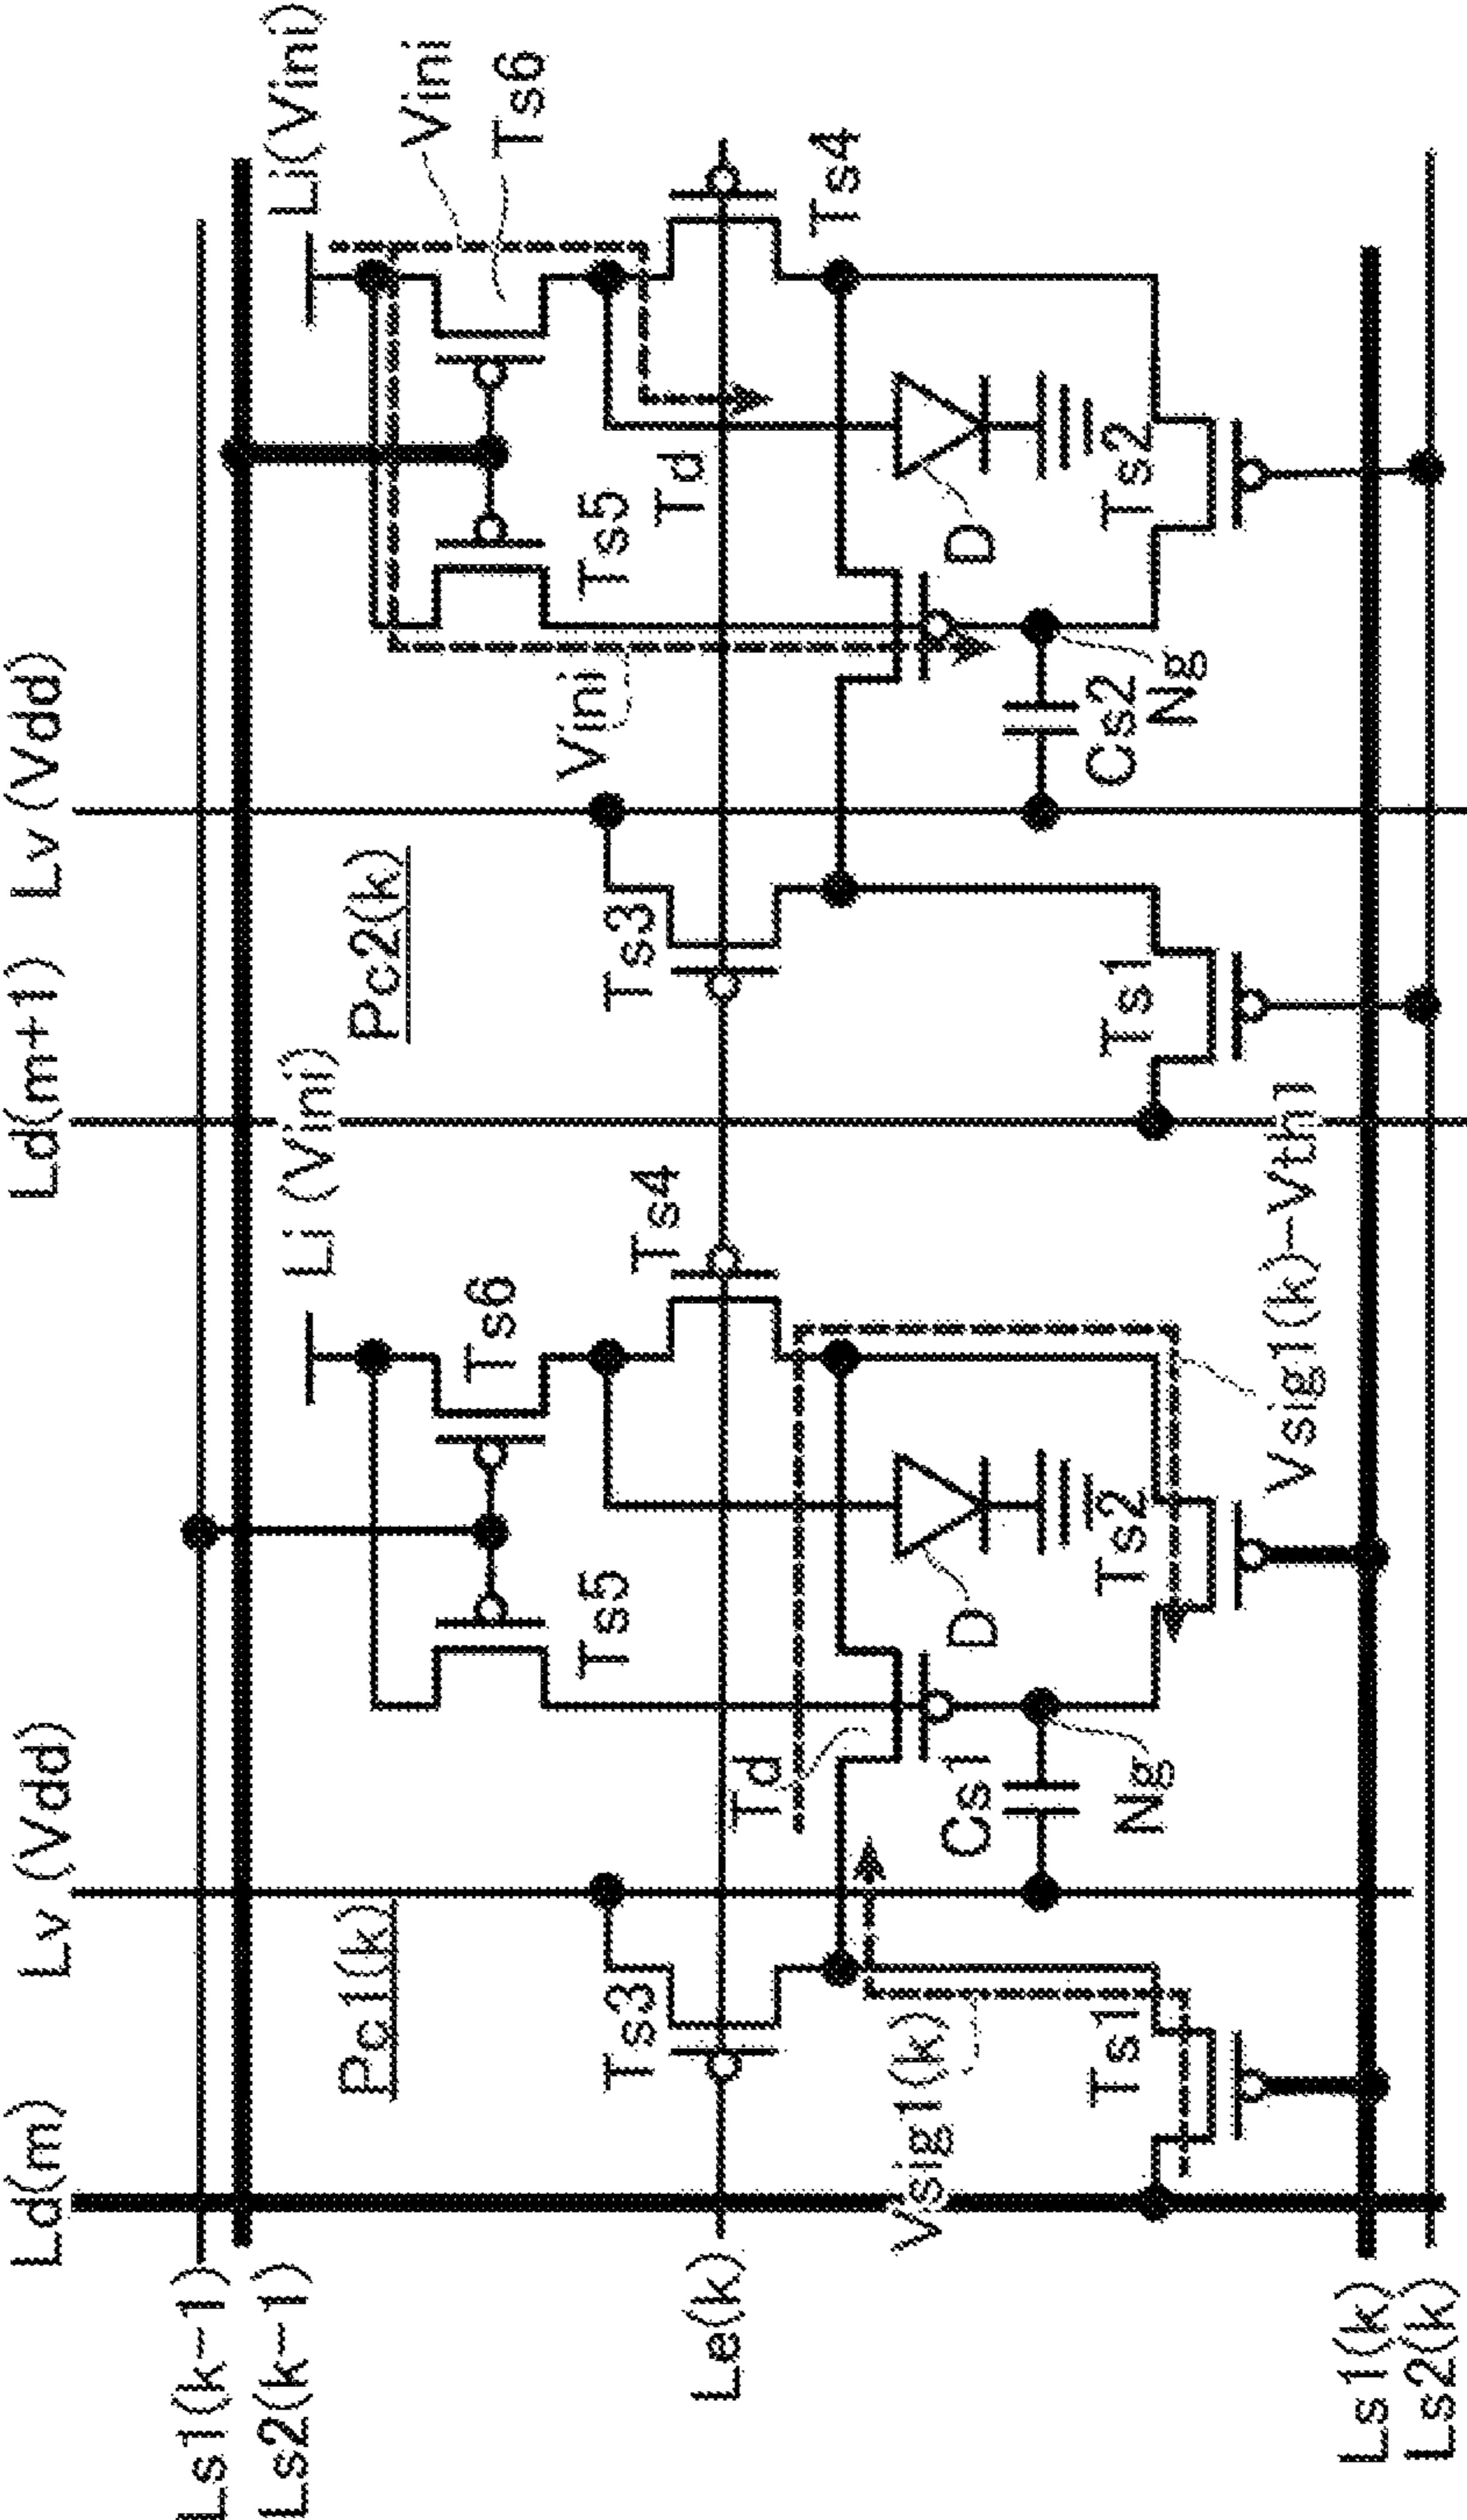 Ld(m)
Lv (Vdd)
Ld(m+1)
Lv (Vdd)
Ls1(k-1)
Ls2(k-1)
Li (Vini)
Li(Vini)
Pc1(k)
Pc2(k)
Vini
Ts6
Ts6
Ts5
Ts5
Vini
Ts3
Ts4
Ts3
Td
Ts4
Le(k)
Td
Vsig1(k)
Cs1
D
D
Ng
Ts1
Ts2
Ts1
Cs2
Ng
Ts2
Vsig1(k)-Vth1
Ls1(k)
Ls2(k)